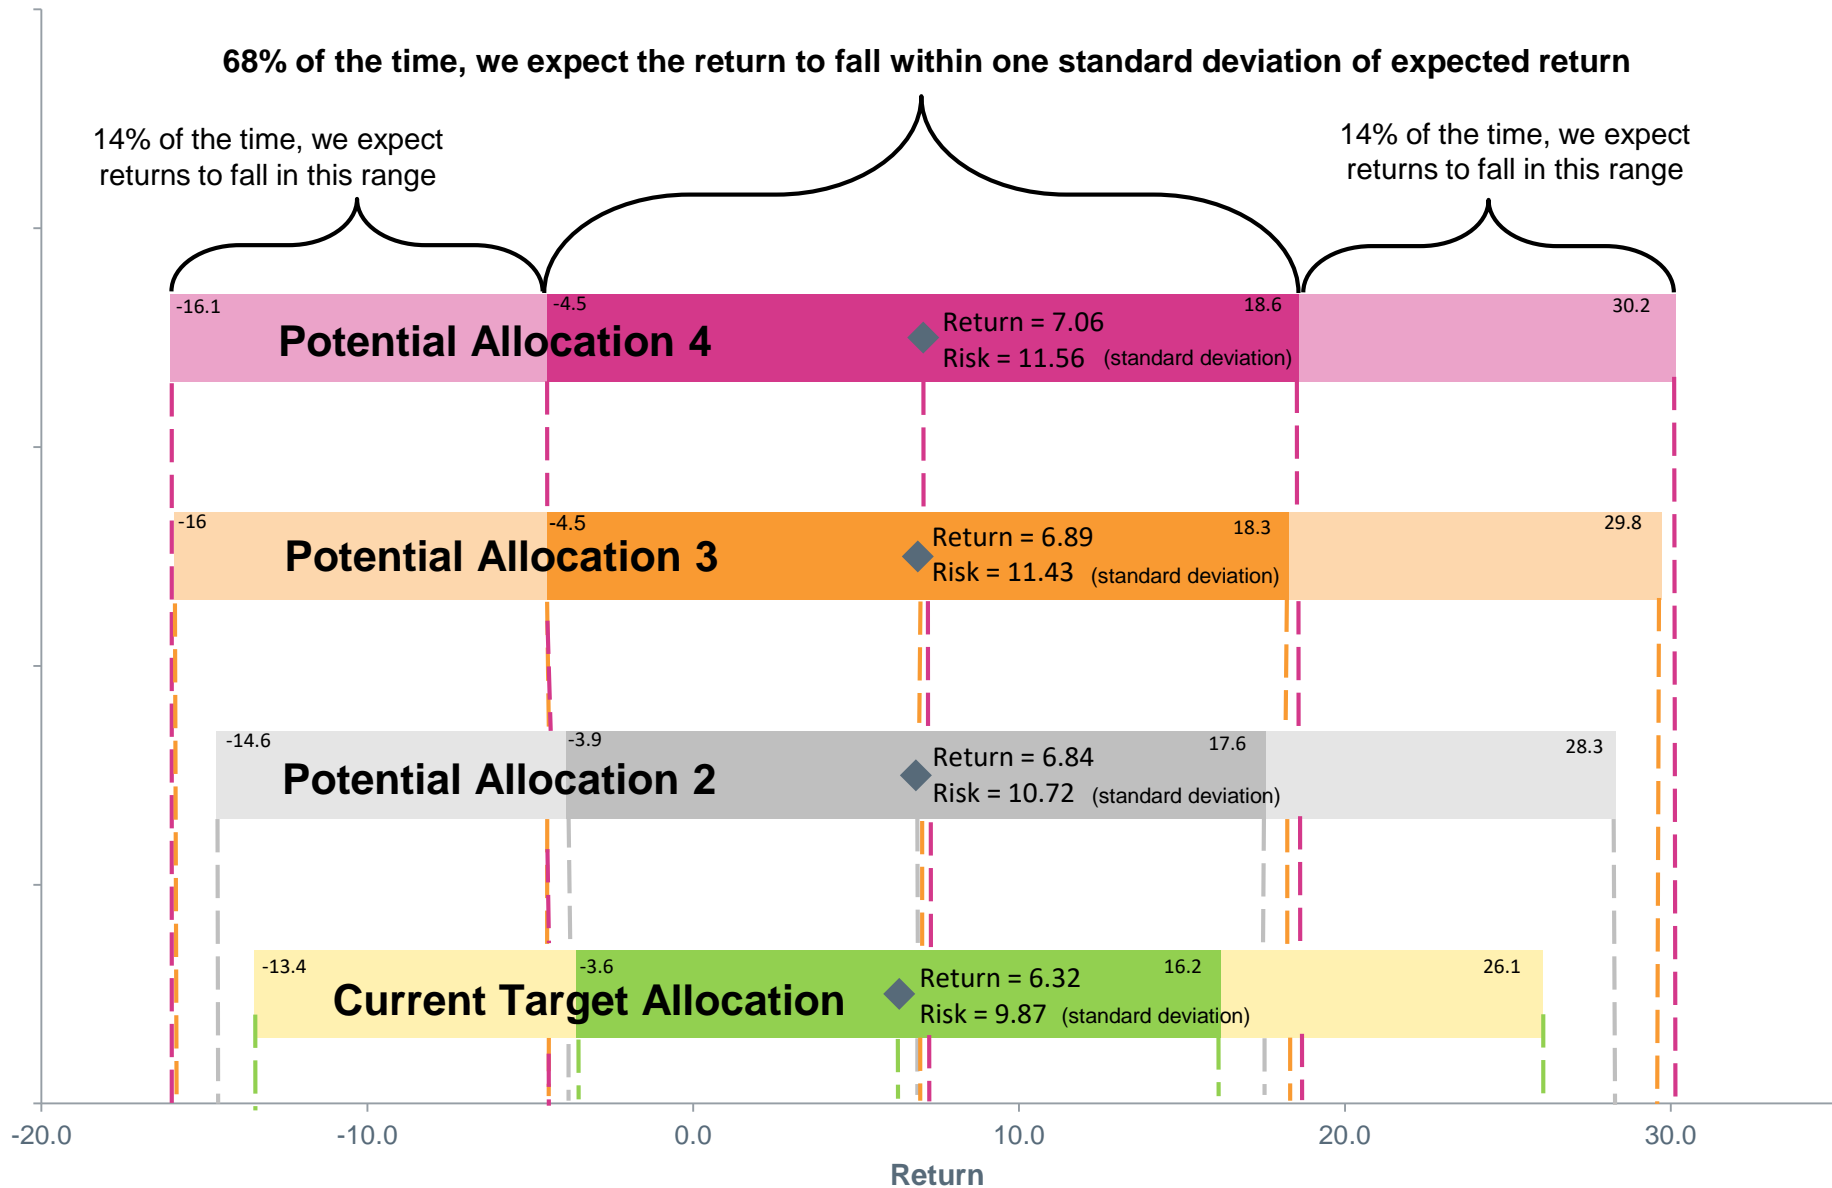 68% of the time, we expect the return to fall within one standard deviation of expected return
14% of the time, we expect
returns to fall in this range
14% of the time, we expect
returns to fall in this range
-16.1
-4.5
18.6
30.2
Potential Allocation 4
Return = 7.06
Risk = 11.56 (standard deviation)
-16
-4.5
18.3
29.8
Potential Allocation 3
Return = 6.89
Risk = 11.43 (standard deviation)
-14.6
-3.9
17.6
28.3
Potential Allocation 2
Return = 6.84
Risk = 10.72 (standard deviation)
-13.4
-3.6
16.2
26.1
Current Target Allocation
Return = 6.32
Risk = 9.87 (standard deviation)
-20.0 -10.0 0.0 10.0 20.0 30.0
Return